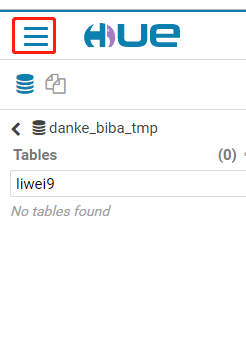 HUE
danke_biba_tmp
Tables (0)
liwei9
No tables found